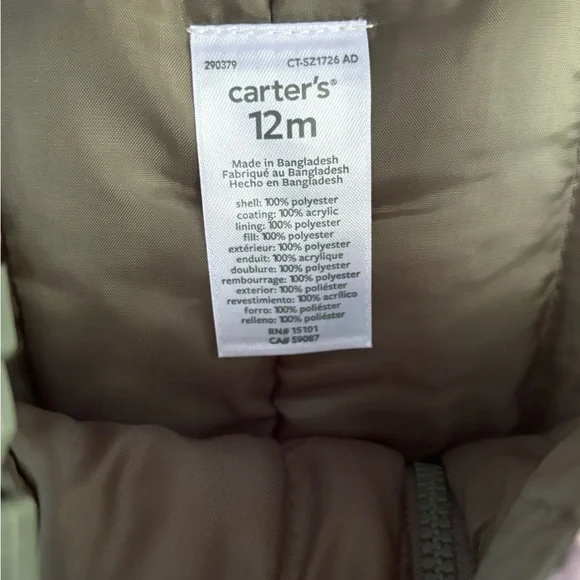 290379 CT-SZ1726 AD
carter's®
12m
Made in Bangladesh
Fabriqué au Bangladesh
Hecho en Bangladesh
shell: 100% polyester
coating: 100% acrylic
lining: 100% polyester
fill: 100% polyester
extérieur: 100% polyester
enduit: 100% acrylique
doublure: 100% polyester
rembourrage: 100% polyester
exterior: 100% poliéster
revestimiento: 100% acrílico
forro: 100% poliéster
relleno: 100% poliéster
RN# 15101
CA# 59087